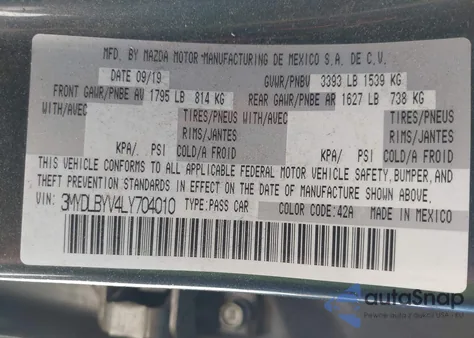 MFD. BY MAZDA MOTOR MANUFACTURING DE MEXICO S.A. DE C.V.
DATE 09/19 GVWR/PNBV 3393 LB 1539 KG
FRONT GAWR/PNBE AV 1795 LB 814 KG REAR GAWR/PNBE AR 1627 LB 738 KG
WITH/AVEC TIRES/PNEUS WITH/AVEC TIRES/PNEUS
RIMS/JANTES RIMS/JANTES
KPA/ PSI COLD/A FROID KPA/ PSI COLD/A FROID
THIS VEHICLE CONFORMS TO ALL APPLICABLE FEDERAL MOTOR VEHICLE SAFETY, BUMPER, AND
THEFT PREVENTION STANDARDS IN EFFECT ON THE DATE OF MANUFACTURE SHOWN ABOVE.
VIN: 3MVDLBYV4LY704010 TYPE:PASS CAR COLOR CODE:42A MADE IN MEXICO
autoSnap